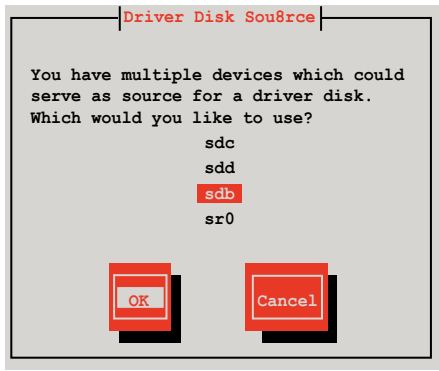 Driver Disk Sou8rce
You have multiple devices which could
serve as source for a driver disk.
Which would you like to use?
sdc
sdd
sdb
sr0
OK
Cancel